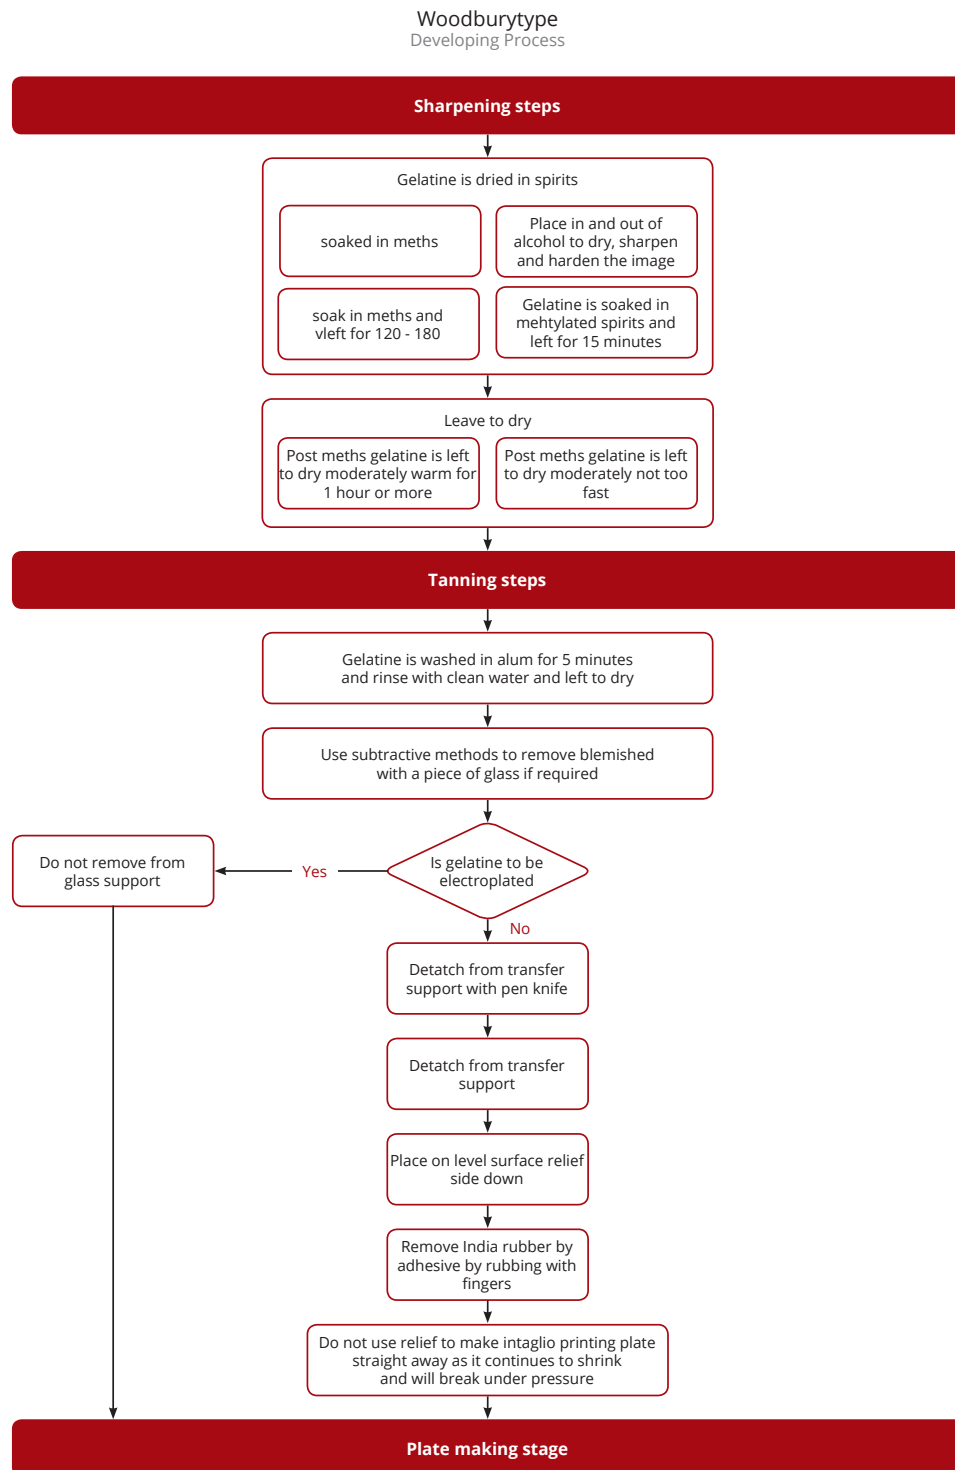 Woodburytype
Developing Process
Sharpening steps
Gelatine is dried in spirits
soaked in meths
Place in and out of
alcohol to dry, sharpen
and harden the image
soak in meths and
vleft for 120 - 180
Gelatine is soaked in
mehtylated spirits and
left for 15 minutes
Leave to dry
Post meths gelatine is left
to dry moderately warm for
1 hour or more
Post meths gelatine is left
to dry moderately not too
fast
Tanning steps
Gelatine is washed in alum for 5 minutes
and rinse with clean water and left to dry
Use subtractive methods to remove blemished
with a piece of glass if required
Is gelatine to be
electroplated
Yes
Do not remove from
glass support
No
Detatch from transfer
support with pen knife
Detatch from transfer
support
Place on level surface relief
side down
Remove India rubber by
adhesive by rubbing with
fingers
Do not use relief to make intaglio printing plate
straight away as it continues to shrink
and will break under pressure
Plate making stage